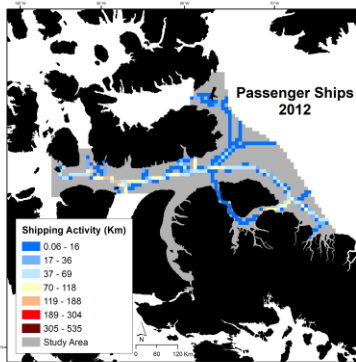 Passenger Ships
2012
Shipping Activity (Km)
0.06 - 16
17 - 36
37 - 69
70 - 118
119 - 188
189 - 304
305 - 535
Study Area
N
0 30 60 120 Km